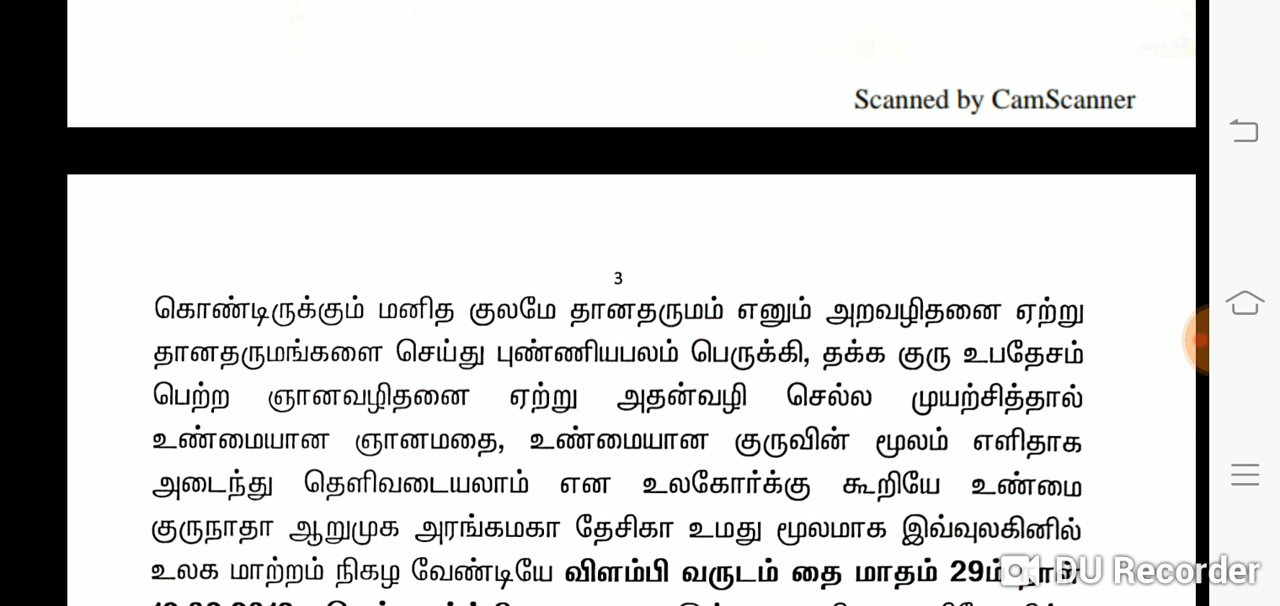 Scanned by CamScanner
3
கொண்டிருக்கும் மனித குலமே தானதருமம் எனும் அறவழிதனை ஏற்று
தானதருமங்களை செய்து புண்ணியபலம் பெருக்கி, தக்க குரு உபதேசம்
பெற்ற ஞானவழிதனை ஏற்று அதன்வழி செல்ல முயற்சித்தால்
உண்மையான ஞானமதை, உண்மையான குருவின் மூலம் எளிதாக
அடைந்து தெளிவடையலாம் என உலகோர்க்கு கூறியே உண்மை
குருநாதா ஆறுமுக அரங்கமகா தேசிகா உமது மூலமாக இவ்வுலகினில்
உலக மாற்றம் நிகழ வேண்டியே விளம்பி வருடம் தை மாதம் 29ம் நாள்
DU Recorder